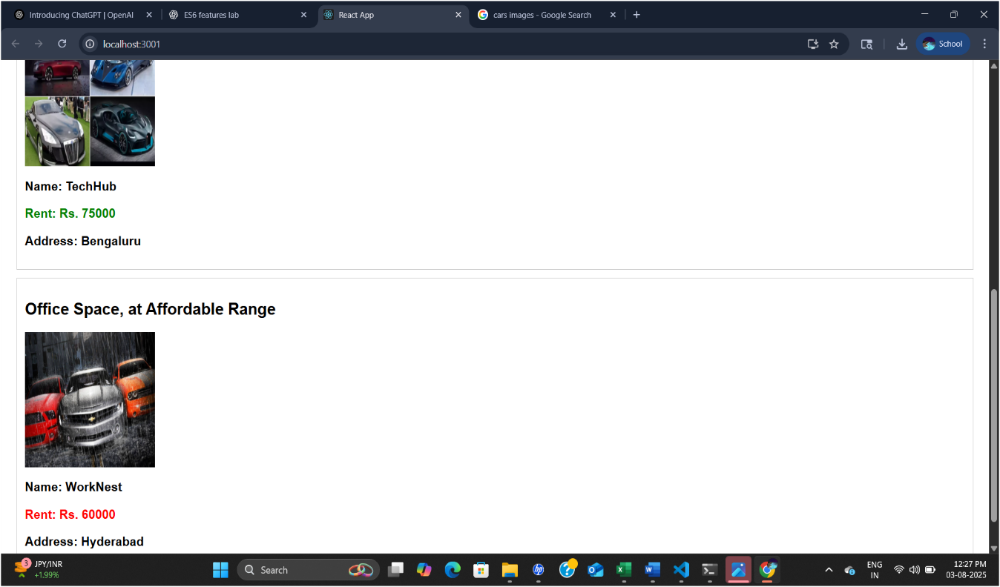 Introducing ChatGPT | OpenAI
ES6 features lab
React App
cars images - Google Search
localhost:3001
School
Name: TechHub
Rent: Rs. 75000
Address: Bengaluru
Office Space, at Affordable Range
Name: WorkNest
Rent: Rs. 60000
Address: Hyderabad
3
JPY/INR
+1.99%
Search
hp
ENG
IN
12:27 PM
03-08-2025